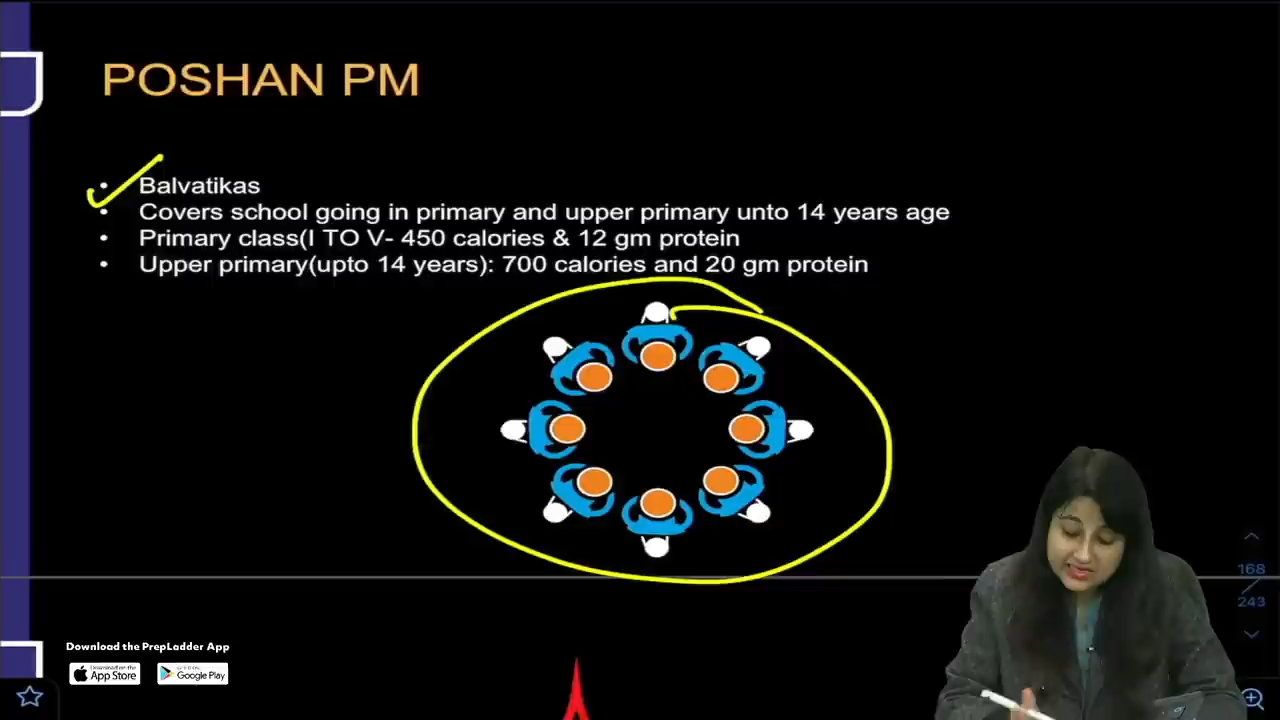 POSHAN PM
• Balvatikas
• Covers school going in primary and upper primary unto 14 years age
• Primary class(I TO V- 450 calories & 12 gm protein
• Upper primary(upto 14 years): 700 calories and 20 gm protein
168
243
Download the PrepLadder App
App Store
Google Play